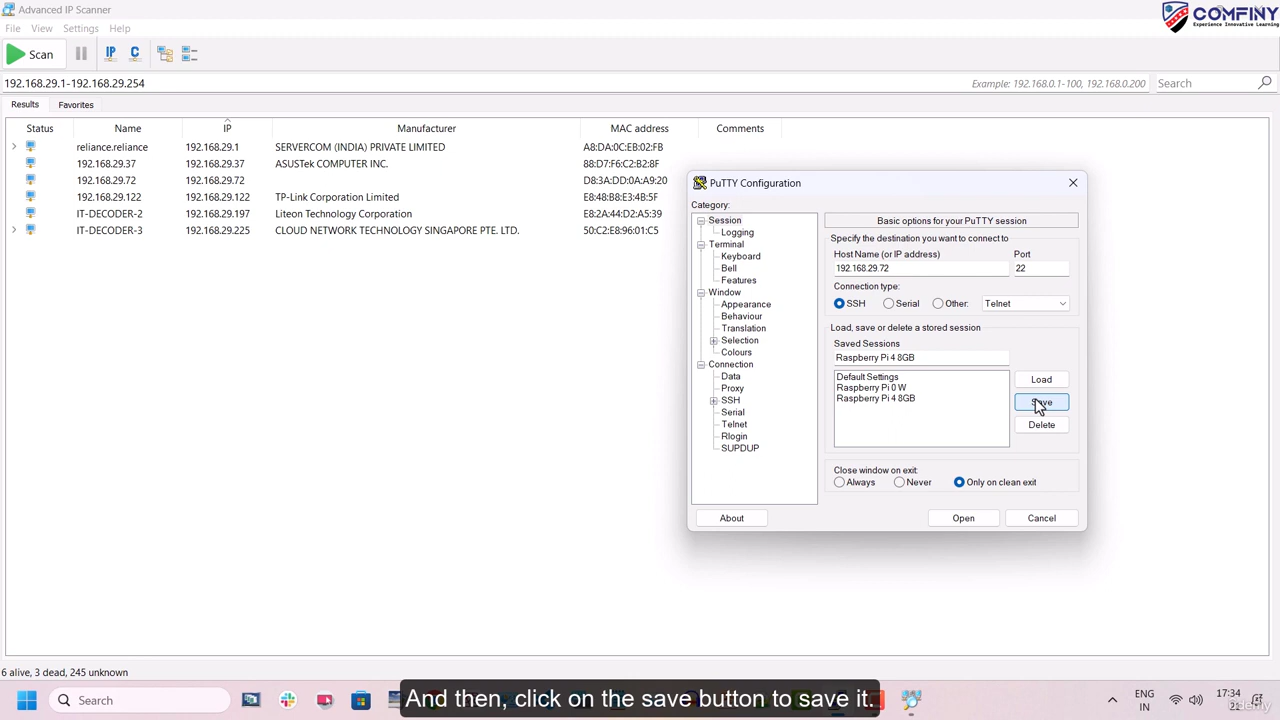 Advanced IP Scanner
COMFINY
Experience Innovative Learning
File View Settings Help
Scan IP C
192.168.29.1-192.168.29.254 Example: 192.168.0.1-100, 192.168.0.200 Search
Results Favorites
Status Name IP Manufacturer MAC address Comments
reliance.reliance 192.168.29.1 SERVERCOM (INDIA) PRIVATE LIMITED A8:DA:0C:EB:02:FB
192.168.29.37 192.168.29.37 ASUSTek COMPUTER INC. 88:D7:F6:C2:B2:8F
192.168.29.72 192.168.29.72 D8:3A:DD:0A:A9:20
192.168.29.122 192.168.29.122 TP-Link Corporation Limited E8:48:B8:E3:4B:5F
IT-DECODER-2 192.168.29.197 Liteon Technology Corporation E8:2A:44:D2:A5:39
IT-DECODER-3 192.168.29.225 CLOUD NETWORK TECHNOLOGY SINGAPORE PTE. LTD. 50:C2:E8:96:01:C5
PuTTY Configuration
Category:
Session
Logging
Terminal
Keyboard
Bell
Features
Window
Appearance
Behaviour
Translation
Selection
Colours
Connection
Data
Proxy
SSH
Serial
Telnet
Rlogin
SUPDUP
Basic options for your PuTTY session
Specify the destination you want to connect to
Host Name (or IP address) Port
192.168.29.72 22
Connection type:
SSH Serial Other: Telnet
Load, save or delete a stored session
Saved Sessions
Raspberry Pi 4 8GB
Default Settings
Raspberry Pi 0 W
Raspberry Pi 4 8GB
Load
Save
Delete
Close window on exit:
Always Never Only on clean exit
About Open Cancel
6 alive, 3 dead, 245 unknown
And then, click on the save button to save it.
Search
ENG
IN
17:34